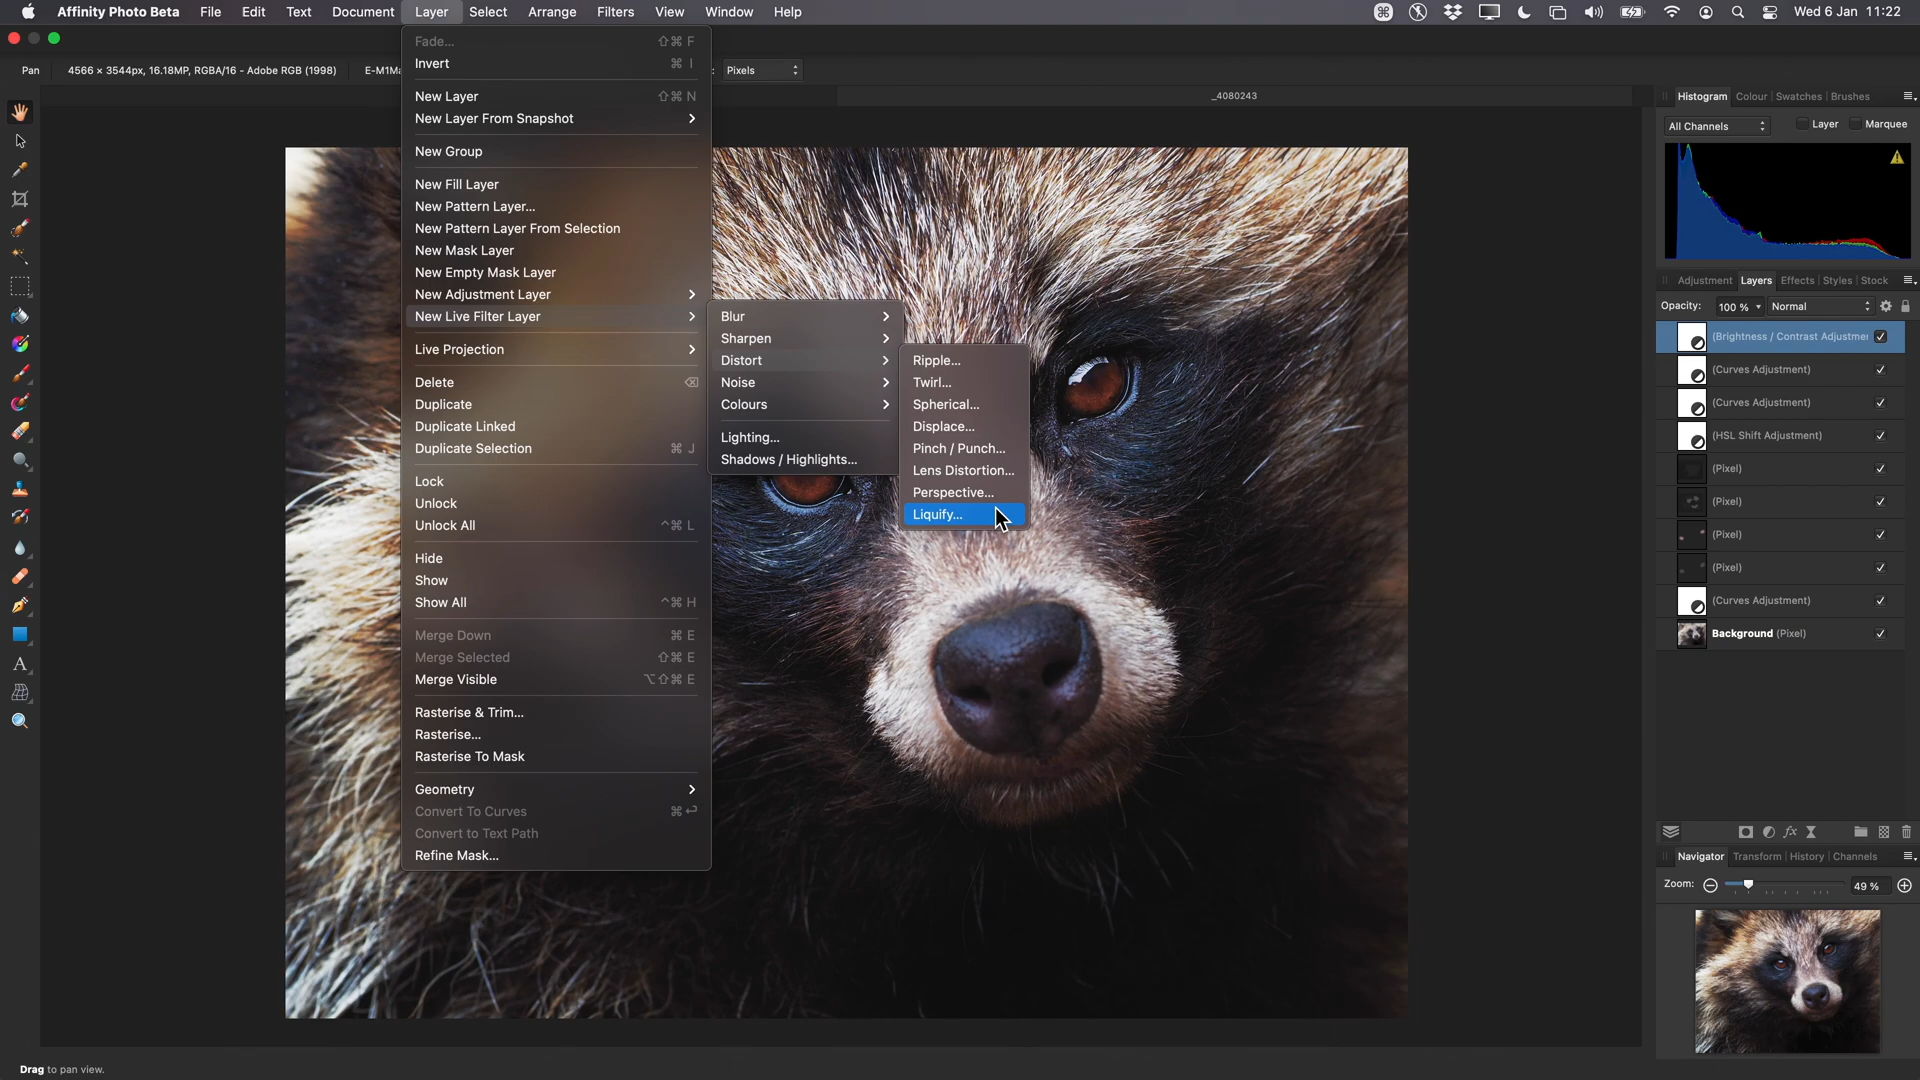 Affinity Photo Beta File Edit Text Document Layer Select Arrange Filters View Window Help Wed 6 Jan 11:22
Pan 4566 × 3544px, 16.18MP, RGBA/16 - Adobe RGB (1998) E-M1Ma : Pixels
_4080243
Fade... ⇧⌘ F
Invert ⌘ I
New Layer ⇧⌘ N
New Layer From Snapshot
New Group
New Fill Layer
New Pattern Layer...
New Pattern Layer From Selection
New Mask Layer
New Empty Mask Layer
New Adjustment Layer
New Live Filter Layer
Live Projection
Delete ⌫
Duplicate
Duplicate Linked
Duplicate Selection ⌘ J
Lock
Unlock
Unlock All ^⌘ L
Hide
Show
Show All ^⌘ H
Merge Down ⌘ E
Merge Selected ⇧⌘ E
Merge Visible ⌥⇧⌘ E
Rasterise & Trim...
Rasterise...
Rasterise To Mask
Geometry
Convert To Curves ⌘↩
Convert to Text Path
Refine Mask...
Blur
Sharpen
Distort
Noise
Colours
Lighting...
Shadows / Highlights...
Ripple...
Twirl...
Spherical...
Displace...
Pinch / Punch...
Lens Distortion...
Perspective...
Liquify...
Histogram Colour Swatches Brushes
All Channels Layer Marquee
Adjustment Layers Effects Styles Stock
Opacity: 100 % Normal
(Brightness / Contrast Adjustmen
(Curves Adjustment)
(Curves Adjustment)
(HSL Shift Adjustment)
(Pixel)
(Pixel)
(Pixel)
(Pixel)
(Curves Adjustment)
Background (Pixel)
Navigator Transform History Channels
Zoom: 49 %
Drag to pan view.